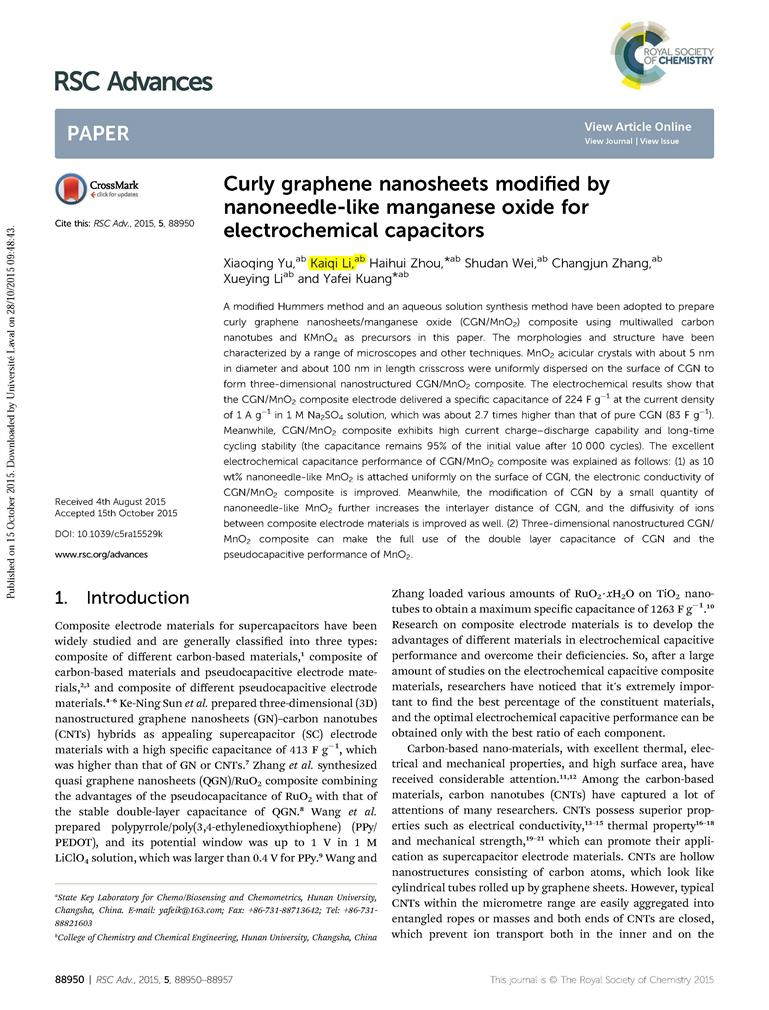 ROYAL SOCIETY
OF CHEMISTRY
RSC Advances
PAPER
View Article Online
View Journal | View Issue
CrossMark
click for updates
Cite this: RSC Adv., 2015, 5, 88950
Curly graphene nanosheets modified by
nanoneedle-like manganese oxide for
electrochemical capacitors
Xiaoqing Yu,ab Kaiqi Li,ab Haihui Zhou,*ab Shudan Wei,ab Changjun Zhang,ab
Xueying Liab and Yafei Kuang*ab
A modified Hummers method and an aqueous solution synthesis method have been adopted to prepare
curly graphene nanosheets/manganese oxide (CGN/MnO2) composite using multiwalled carbon
nanotubes and KMnO4 as precursors in this paper. The morphologies and structure have been
characterized by a range of microscopes and other techniques. MnO2 acicular crystals with about 5 nm
in diameter and about 100 nm in length crisscross were uniformly dispersed on the surface of CGN to
form three-dimensional nanostructured CGN/MnO2 composite. The electrochemical results show that
the CGN/MnO2 composite electrode delivered a specific capacitance of 224 F g−1 at the current density
of 1 A g−1 in 1 M Na2SO4 solution, which was about 2.7 times higher than that of pure CGN (83 F g−1).
Meanwhile, CGN/MnO2 composite exhibits high current charge–discharge capability and long-time
cycling stability (the capacitance remains 95% of the initial value after 10 000 cycles). The excellent
electrochemical capacitance performance of CGN/MnO2 composite was explained as follows: (1) as 10
wt% nanoneedle-like MnO2 is attached uniformly on the surface of CGN, the electronic conductivity of
CGN/MnO2 composite is improved. Meanwhile, the modification of CGN by a small quantity of
nanoneedle-like MnO2 further increases the interlayer distance of CGN, and the diffusivity of ions
between composite electrode materials is improved as well. (2) Three-dimensional nanostructured CGN/
MnO2 composite can make the full use of the double layer capacitance of CGN and the
pseudocapacitive performance of MnO2.
Received 4th August 2015
Accepted 15th October 2015
DOI: 10.1039/c5ra15529k
www.rsc.org/advances
Published on 15 October 2015. Downloaded by Université Laval on 28/10/2015 09:48:43.
1. Introduction
Composite electrode materials for supercapacitors have been
widely studied and are generally classified into three types:
composite of different carbon-based materials,1 composite of
carbon-based materials and pseudocapacitive electrode mate-
rials,2,3 and composite of different pseudocapacitive electrode
materials.4–6 Ke-Ning Sun et al. prepared three-dimensional (3D)
nanostructured graphene nanosheets (GN)–carbon nanotubes
(CNTs) hybrids as appealing supercapacitor (SC) electrode
materials with a high specific capacitance of 413 F g−1, which
was higher than that of GN or CNTs.7 Zhang et al. synthesized
quasi graphene nanosheets (QGN)/RuO2 composite combining
the advantages of the pseudocapacitance of RuO2 with that of
the stable double-layer capacitance of QGN.8 Wang et al.
prepared polypyrrole/poly(3,4-ethylenedioxythiophene) (PPy/
PEDOT), and its potential window was up to 1 V in 1 M
LiClO4 solution, which was larger than 0.4 V for PPy.9 Wang and
aState Key Laboratory for Chemo/Biosensing and Chemometrics, Hunan University,
Changsha, China. E-mail: yafeik@163.com; Fax: +86-731-88713642; Tel: +86-731-
88821603
bCollege of Chemistry and Chemical Engineering, Hunan University, Changsha, China
Zhang loaded various amounts of RuO2·xH2O on TiO2 nano-
tubes to obtain a maximum specific capacitance of 1263 F g−1.10
Research on composite electrode materials is to develop the
advantages of different materials in electrochemical capacitive
performance and overcome their deficiencies. So, after a large
amount of studies on the electrochemical capacitive composite
materials, researchers have noticed that it's extremely impor-
tant to find the best percentage of the constituent materials,
and the optimal electrochemical capacitive performance can be
obtained only with the best ratio of each component.
Carbon-based nano-materials, with excellent thermal, elec-
trical and mechanical properties, and high surface area, have
received considerable attention.11,12 Among the carbon-based
materials, carbon nanotubes (CNTs) have captured a lot of
attentions of many researchers. CNTs possess superior prop-
erties such as electrical conductivity,13–15 thermal property16–18
and mechanical strength,19–21 which can promote their appli-
cation as supercapacitor electrode materials. CNTs are hollow
nanostructures consisting of carbon atoms, which look like
cylindrical tubes rolled up by graphene sheets. However, typical
CNTs within the micrometre range are easily aggregated into
entangled ropes or masses and both ends of CNTs are closed,
which prevent ion transport both in the inner and on the
88950 | RSC Adv., 2015, 5, 88950–88957
This journal is © The Royal Society of Chemistry 2015